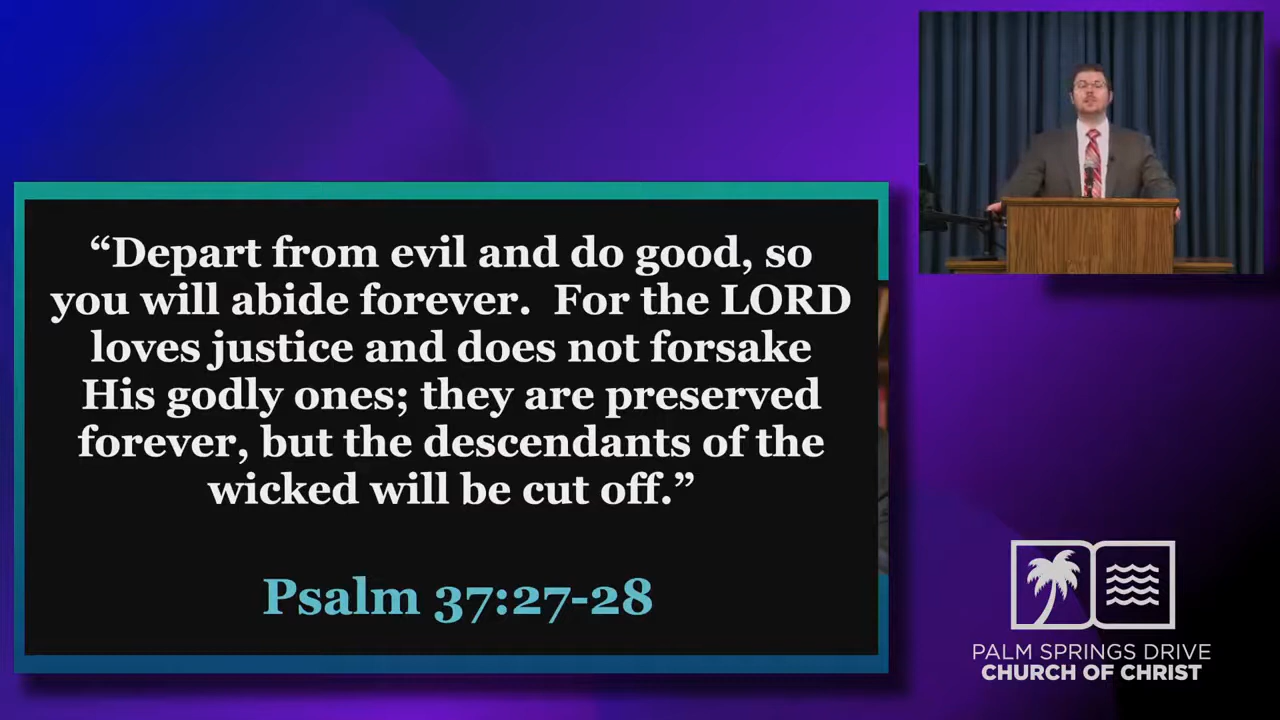 “Depart from evil and do good, so
you will abide forever.  For the LORD
loves justice and does not forsake
His godly ones; they are preserved
forever, but the descendants of the
wicked will be cut off.”
Psalm 37:27-28
PALM SPRINGS DRIVE
CHURCH OF CHRIST